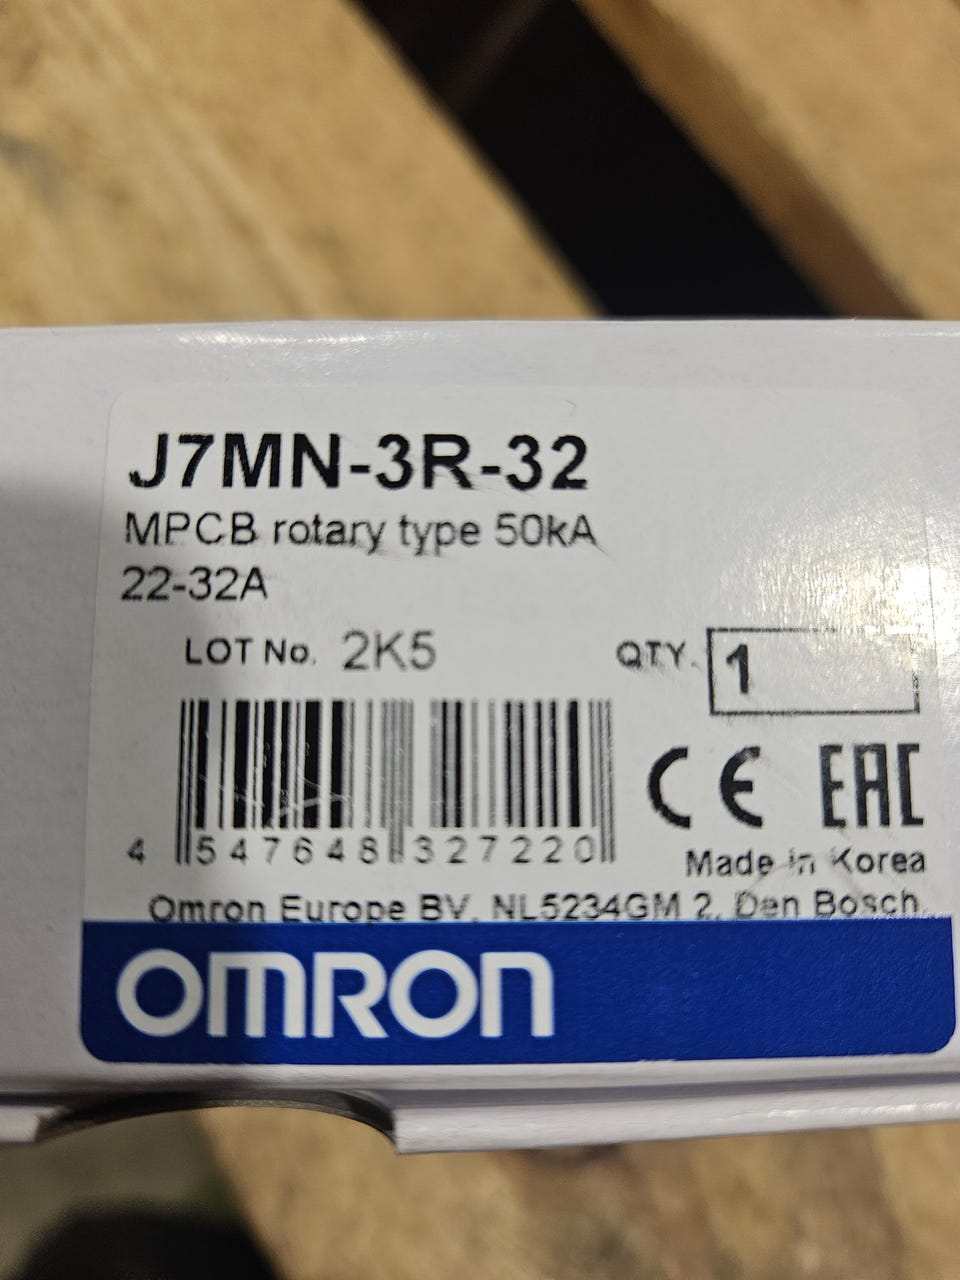 J7MN-3R-32
MPCB rotary type 50kA
22-32A
LOT No. 2K5
QTY. 1
4 547648 327220
CE EAC
Made in Korea
Omron Europe BV, NL5234GM 2, Den Bosch.
OMRON